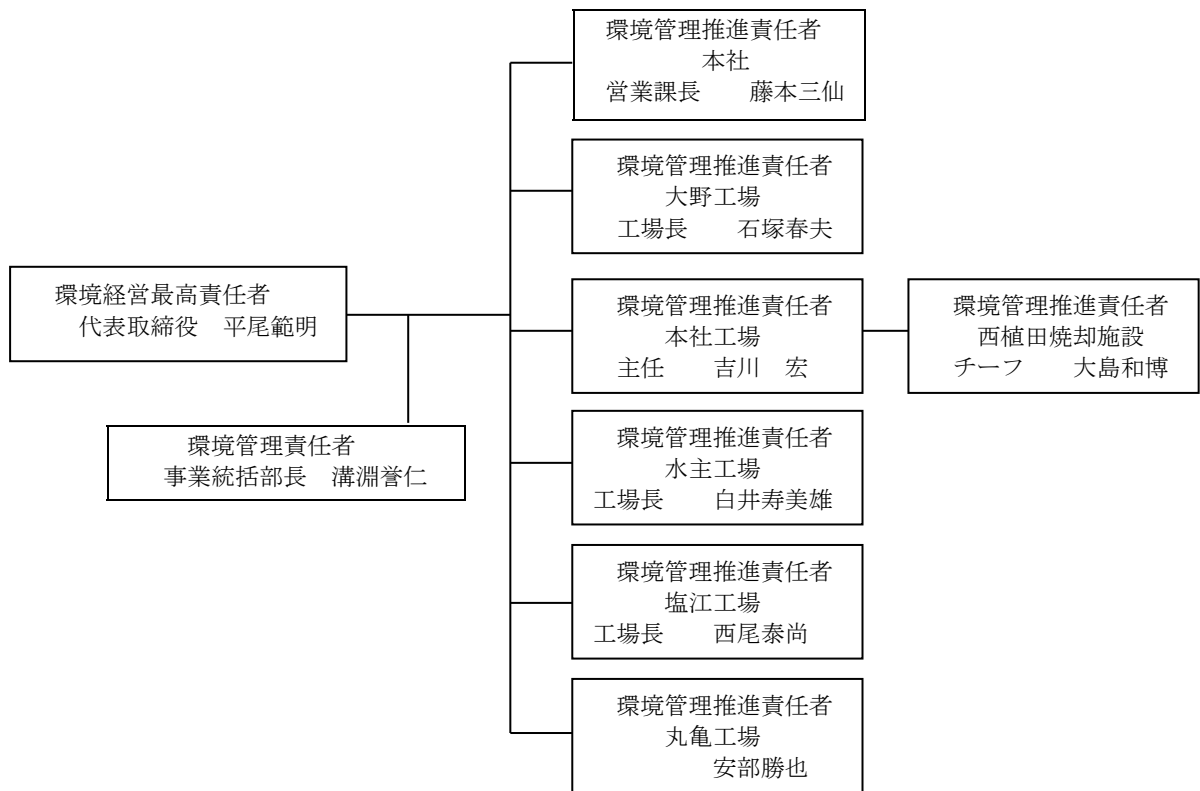 環境管理推進責任者
本社
営業課長　藤本三仙
環境管理推進責任者
大野工場
工場長　石塚春夫
環境経営最高責任者
代表取締役　平尾範明
環境管理責任者
事業統括部長　溝淵誉仁
環境管理推進責任者
本社工場
主任　吉川　宏
環境管理推進責任者
西植田焼却施設
チーフ　大島和博
環境管理推進責任者
水主工場
工場長　白井寿美雄
環境管理推進責任者
塩江工場
工場長　西尾泰尚
環境管理推進責任者
丸亀工場
安部勝也